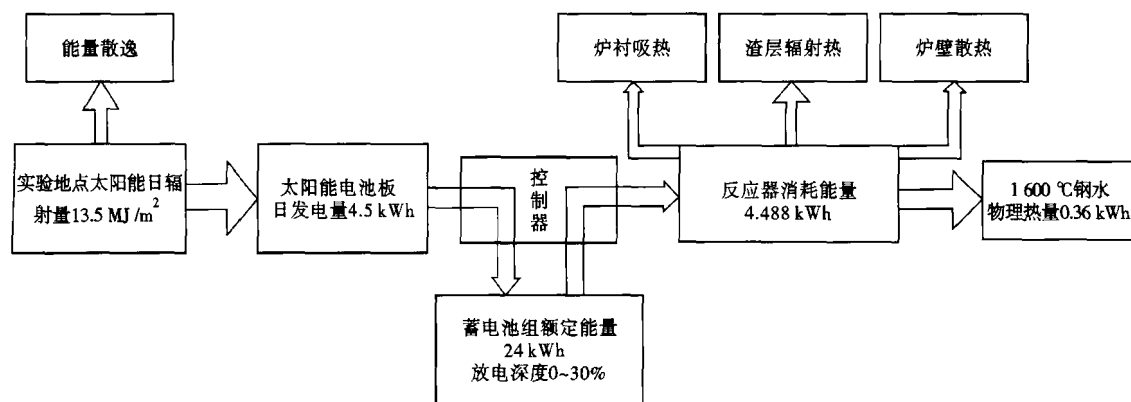 能量散逸
炉衬吸热
渣层辐射热
炉壁散热
实验地点太阳能日辐
射量13.5 MJ/m²
太阳能电池板
日发电量4.5 kWh
控
制
器
反应器消耗能量
4.488 kWh
1 600 ℃钢水
物理热量0.36 kWh
蓄电池组额定能量
24 kWh
放电深度0~30%